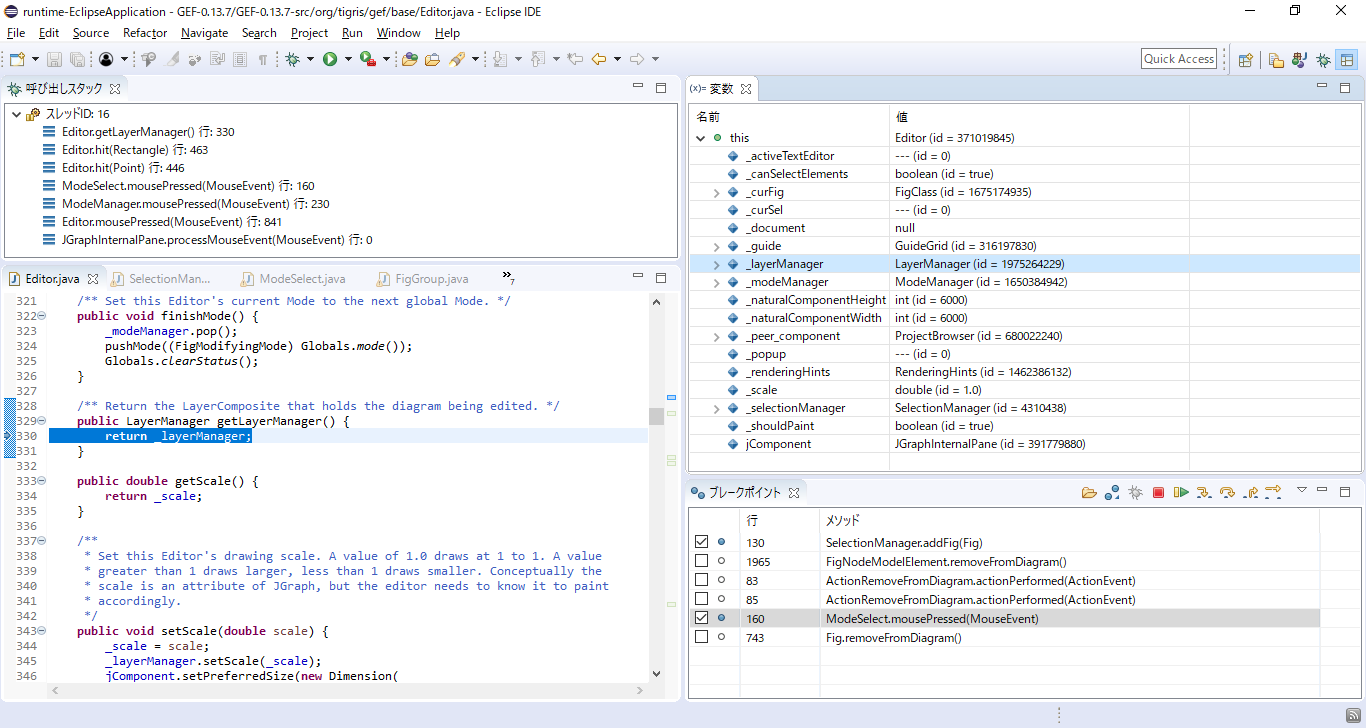 runtime-EclipseApplication - GEF-0.13.7/GEF-0.13.7-src/org/tigris/gef/base/Editor.java - Eclipse IDE
File Edit Source Refactor Navigate Search Project Run Window Help
Quick Access
呼び出しスタック
スレッドID: 16
Editor.getLayerManager() 行: 330
Editor.hit(Rectangle) 行: 463
Editor.hit(Point) 行: 446
ModeSelect.mousePressed(MouseEvent) 行: 160
ModeManager.mousePressed(MouseEvent) 行: 230
Editor.mousePressed(MouseEvent) 行: 841
JGraphInternalPane.processMouseEvent(MouseEvent) 行: 0
Editor.java SelectionMan... ModeSelect.java FigGroup.java »7
321 /** Set this Editor's current Mode to the next global Mode. */
322 public void finishMode() {
323 _modeManager.pop();
324 pushMode((FigModifyingMode) Globals.mode());
325 Globals.clearStatus();
326 }
327
328 /** Return the LayerComposite that holds the diagram being edited. */
329 public LayerManager getLayerManager() {
330 return _layerManager;
331 }
332
333 public double getScale() {
334 return _scale;
335 }
336
337 /**
338 * Set this Editor's drawing scale. A value of 1.0 draws at 1 to 1. A value
339 * greater than 1 draws larger, less than 1 draws smaller. Conceptually the
340 * scale is an attribute of JGraph, but the editor needs to know it to paint
341 * accordingly.
342 */
343 public void setScale(double scale) {
344 _scale = scale;
345 _layerManager.setScale(_scale);
346 jComponent.setPreferredSize(new Dimension(
(x)= 変数
名前 値
this Editor (id = 371019845)
_activeTextEditor --- (id = 0)
_canSelectElements boolean (id = true)
_curFig FigClass (id = 1675174935)
_curSel --- (id = 0)
_document null
_guide GuideGrid (id = 316197830)
_layerManager LayerManager (id = 1975264229)
_modeManager ModeManager (id = 1650384942)
_naturalComponentHeight int (id = 6000)
_naturalComponentWidth int (id = 6000)
_peer_component ProjectBrowser (id = 680022240)
_popup --- (id = 0)
_renderingHints RenderingHints (id = 1462386132)
_scale double (id = 1.0)
_selectionManager SelectionManager (id = 4310438)
_shouldPaint boolean (id = true)
jComponent JGraphInternalPane (id = 391779880)
ブレークポイント
行 メソッド
130 SelectionManager.addFig(Fig)
1965 FigNodeModelElement.removeFromDiagram()
83 ActionRemoveFromDiagram.actionPerformed(ActionEvent)
85 ActionRemoveFromDiagram.actionPerformed(ActionEvent)
160 ModeSelect.mousePressed(MouseEvent)
743 Fig.removeFromDiagram()